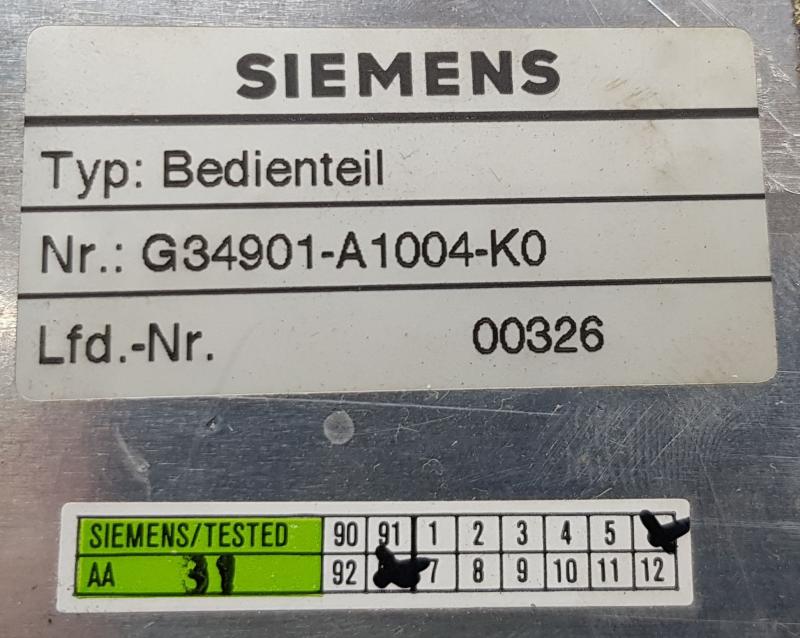 SIEMENS
Typ: Bedienteil
Nr.: G34901-A1004-K0
Lfd.-Nr. 00326
SIEMENS/TESTED 90 91 1 2 3 4 5
AA 31 92 7 8 9 10 11 12